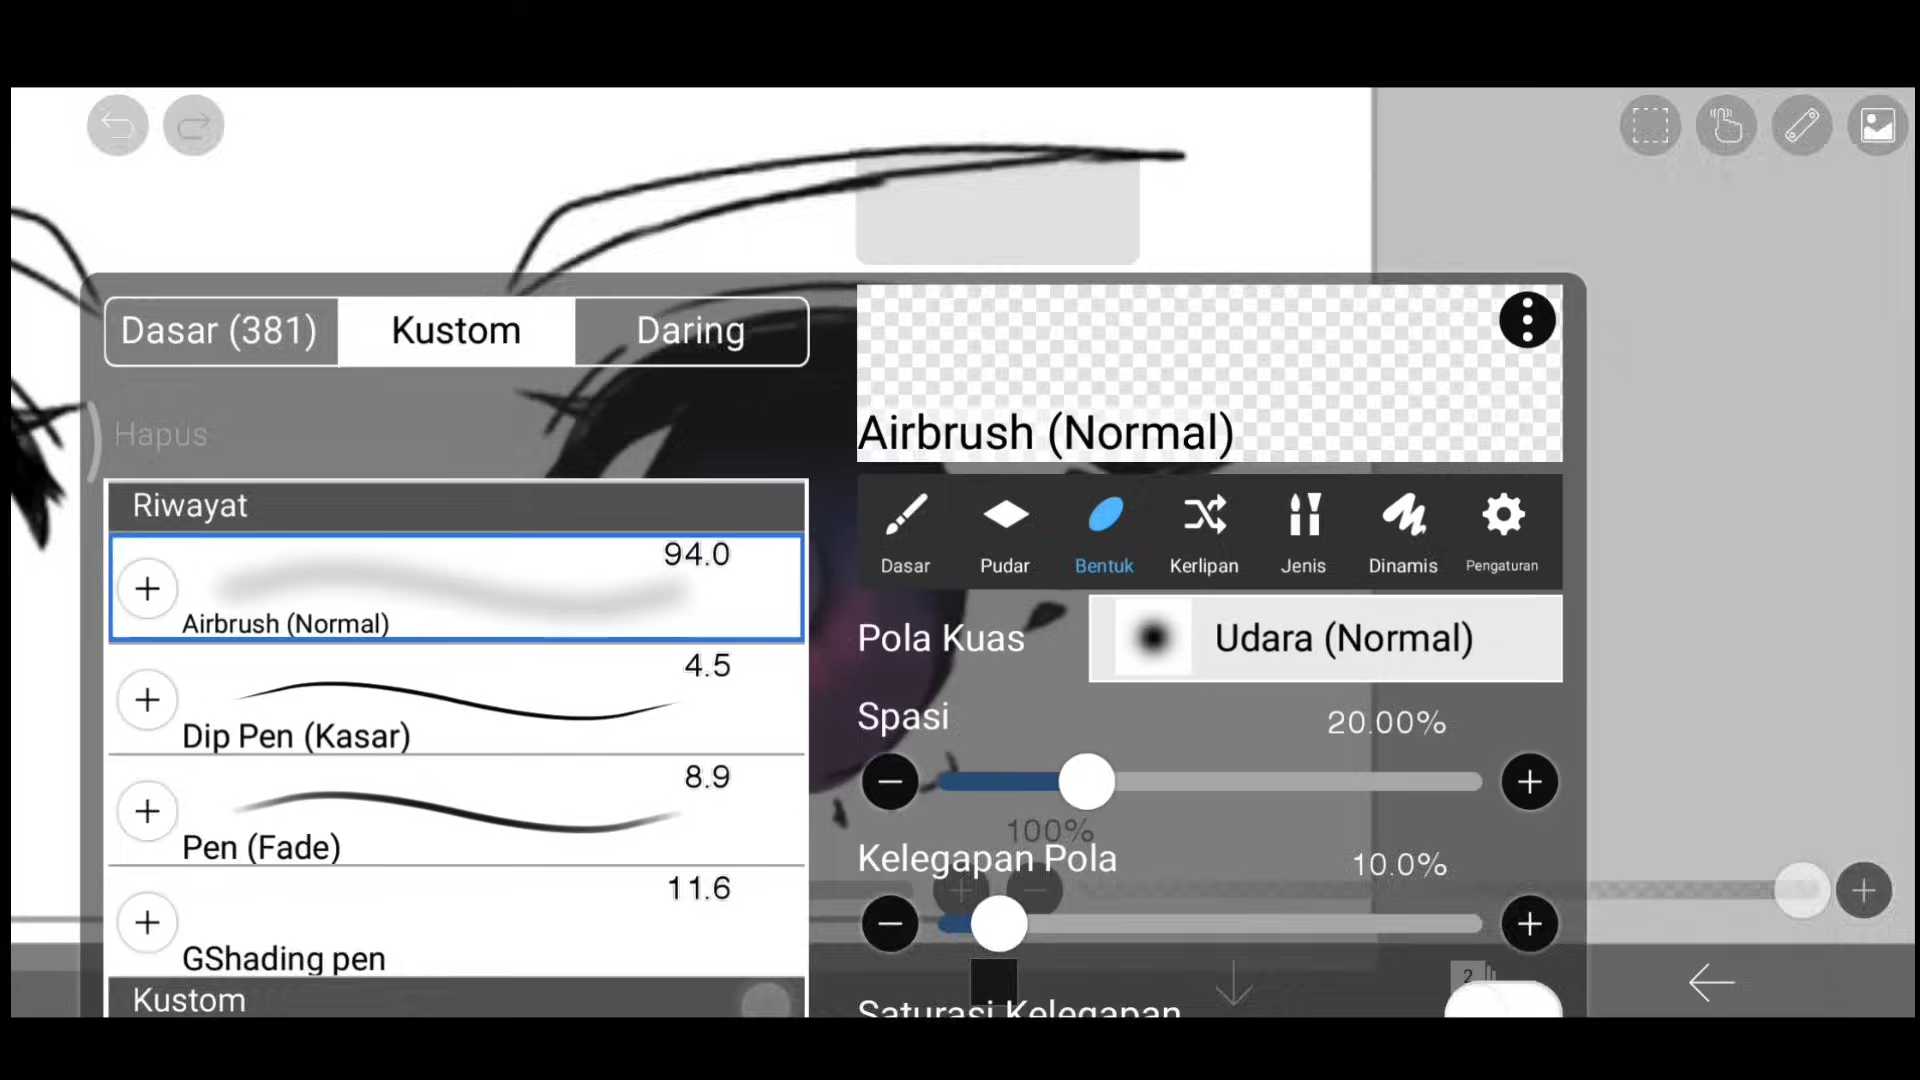 Dasar (381) Kustom Daring
Hapus
Riwayat
94.0
Airbrush (Normal)
4.5
Dip Pen (Kasar)
8.9
Pen (Fade)
11.6
GShading pen
Kustom
Airbrush (Normal)
Dasar Pudar Bentuk Kerlipan Jenis Dinamis Pengaturan
Pola Kuas Udara (Normal)
Spasi 20.00%
100%
Kelegapan Pola 10.0%
2
Saturasi Kelegapan